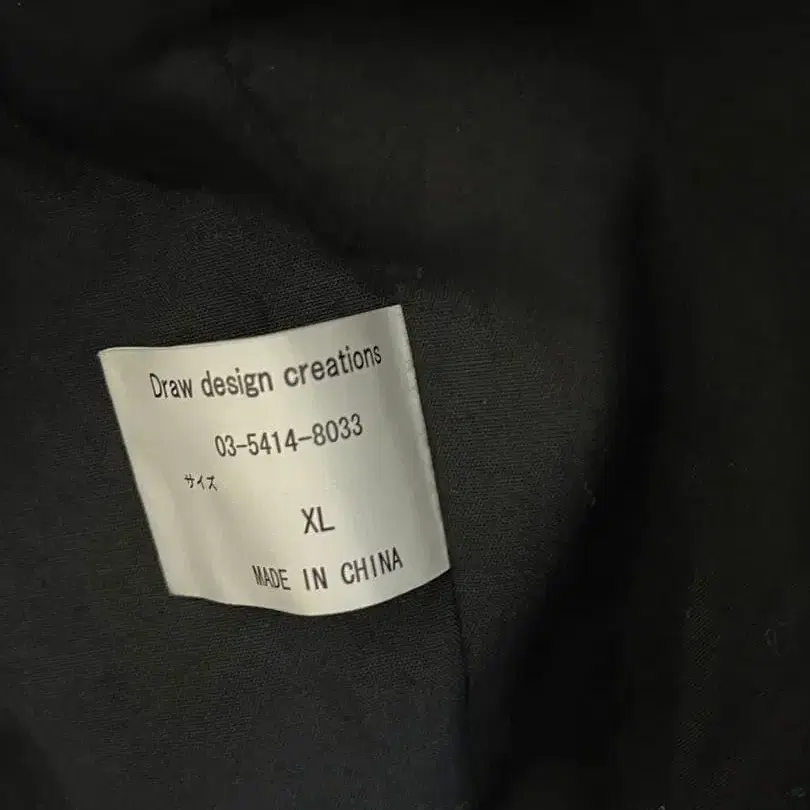 Draw design creations
03-5414-8033
サイズ
XL
MADE IN CHINA